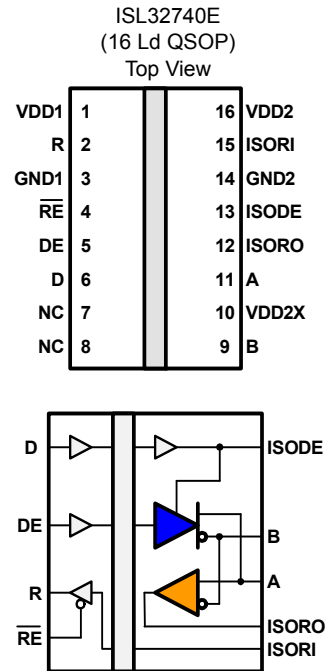 ISL32740E
(16 Ld QSOP)
Top View
VDD1 1 16 VDD2
R 2 15 ISORI
GND1 3 14 GND2
RE 4 13 ISODE
DE 5 12 ISORO
D 6 11 A
NC 7 10 VDD2X
NC 8 9 B
D ISODE
DE B
R A
RE ISORO
ISORI